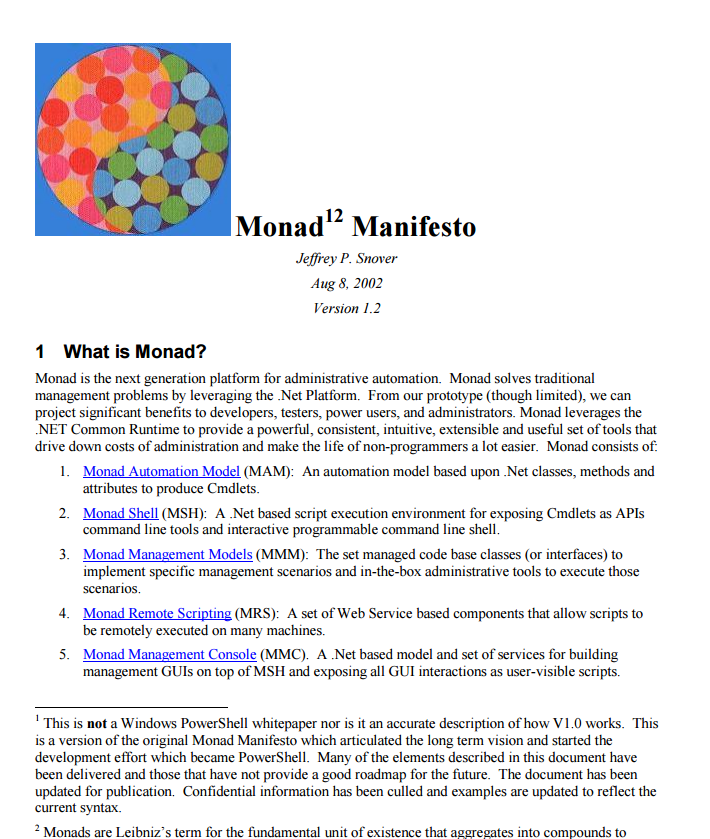 Monad12 Manifesto
Jeffrey P. Snover
Aug 8, 2002
Version 1.2
1 What is Monad?
Monad is the next generation platform for administrative automation. Monad solves traditional
management problems by leveraging the .Net Platform. From our prototype (though limited), we can
project significant benefits to developers, testers, power users, and administrators. Monad leverages the
.NET Common Runtime to provide a powerful, consistent, intuitive, extensible and useful set of tools that
drive down costs of administration and make the life of non-programmers a lot easier. Monad consists of:
1. Monad Automation Model (MAM): An automation model based upon .Net classes, methods and
attributes to produce Cmdlets.
2. Monad Shell (MSH): A .Net based script execution environment for exposing Cmdlets as APIs
command line tools and interactive programmable command line shell.
3. Monad Management Models (MMM): The set managed code base classes (or interfaces) to
implement specific management scenarios and in-the-box administrative tools to execute those
scenarios.
4. Monad Remote Scripting (MRS): A set of Web Service based components that allow scripts to
be remotely executed on many machines.
5. Monad Management Console (MMC). A .Net based model and set of services for building
management GUIs on top of MSH and exposing all GUI interactions as user-visible scripts.
1 This is not a Windows PowerShell whitepaper nor is it an accurate description of how V1.0 works. This
is a version of the original Monad Manifesto which articulated the long term vision and started the
development effort which became PowerShell. Many of the elements described in this document have
been delivered and those that have not provide a good roadmap for the future. The document has been
updated for publication. Confidential information has been culled and examples are updated to reflect the
current syntax.
2 Monads are Leibniz's term for the fundamental unit of existence that aggregates into compounds to